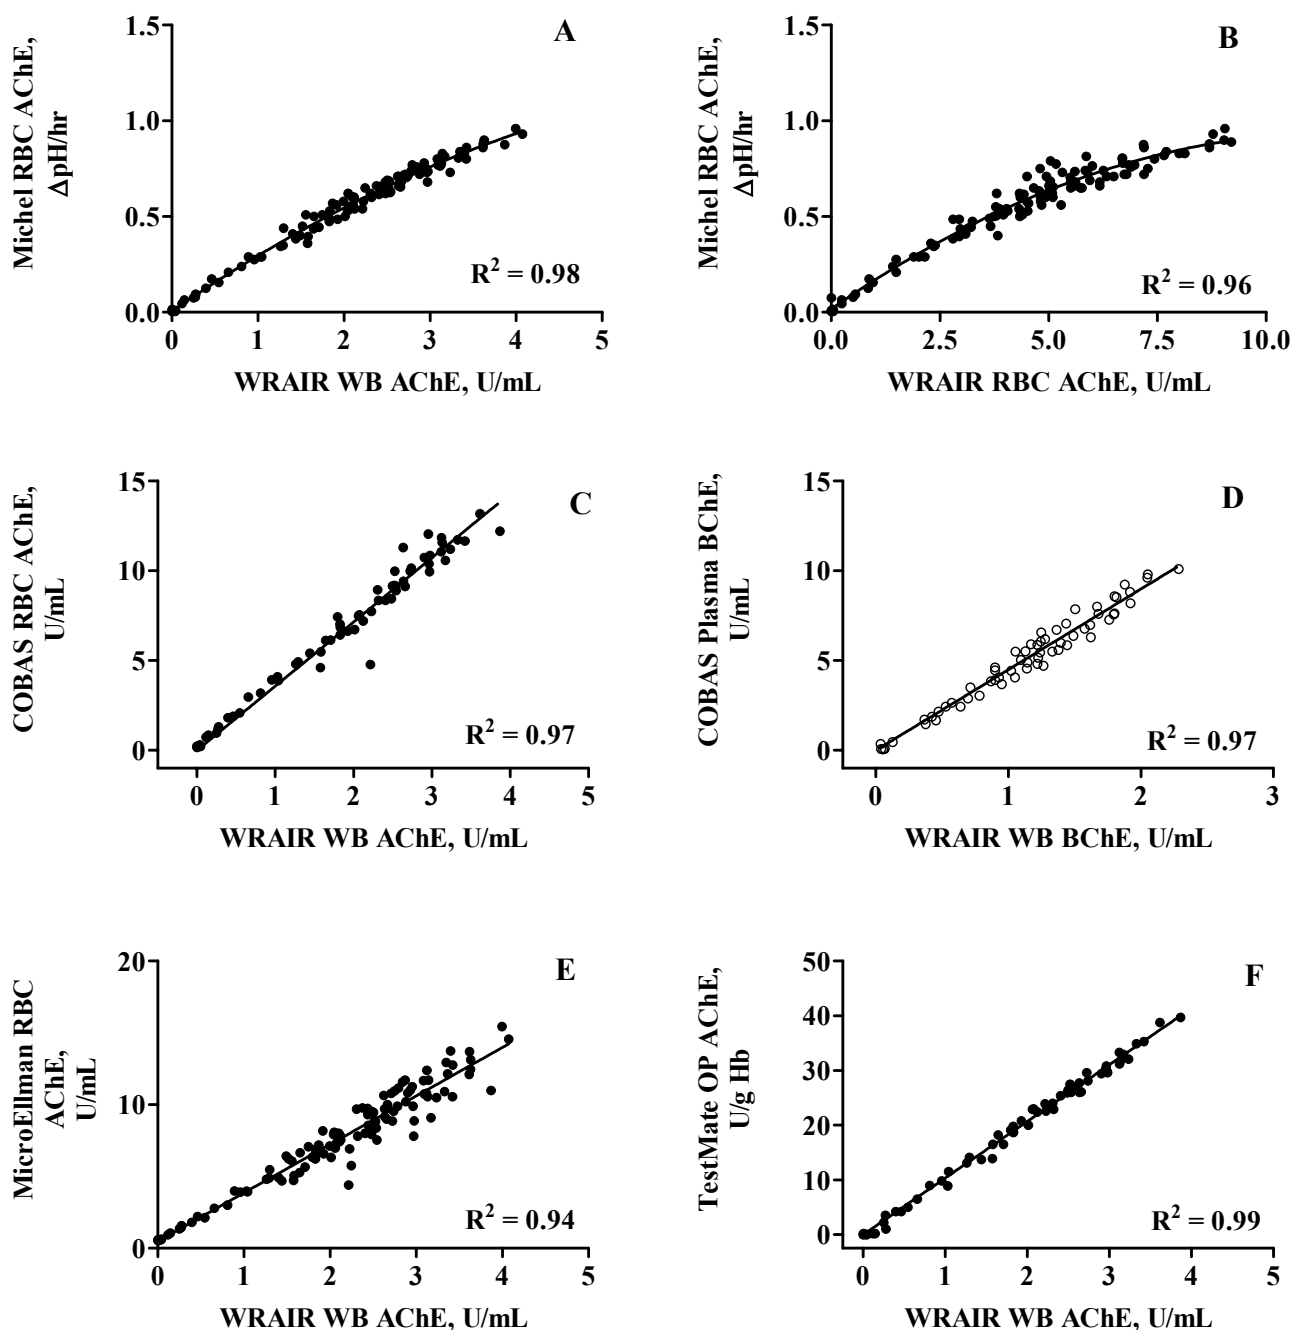 A
Michel RBC AChE,
ΔpH/hr
1.5
1.0
0.5
0.0
R² = 0.98
0 1 2 3 4 5
WRAIR WB AChE, U/mL
B
Michel RBC AChE,
ΔpH/hr
1.5
1.0
0.5
0.0
R² = 0.96
0.0 2.5 5.0 7.5 10.0
WRAIR RBC AChE, U/mL
C
COBAS RBC AChE,
U/mL
15
10
5
0
R² = 0.97
0 1 2 3 4 5
WRAIR WB AChE, U/mL
D
COBAS Plasma BChE,
U/mL
15
10
5
0
R² = 0.97
0 1 2 3
WRAIR WB BChE, U/mL
E
MicroEllman RBC
AChE,
U/mL
20
10
0
R² = 0.94
0 1 2 3 4 5
WRAIR WB AChE, U/mL
F
TestMate OP AChE,
U/g Hb
50
40
30
20
10
0
R² = 0.99
0 1 2 3 4 5
WRAIR WB AChE, U/mL